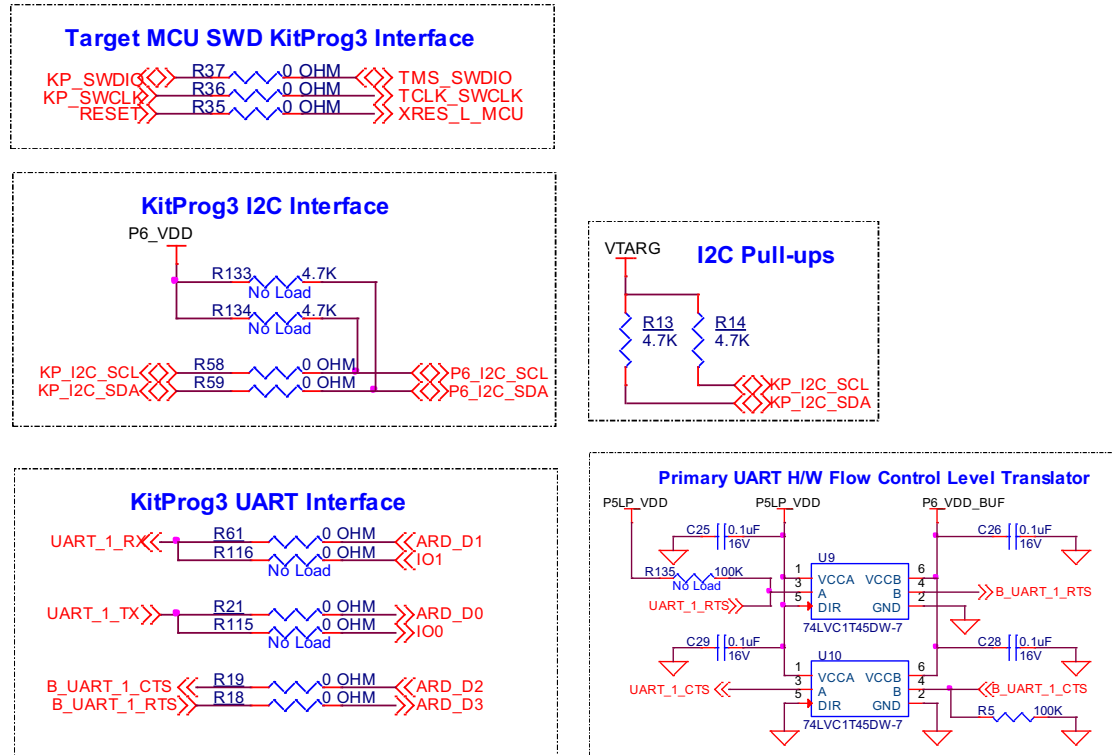 Target MCU SWD KitProg3 Interface
KP_SWDIO R37 0 OHM TMS_SWDIO
KP_SWCLK R36 0 OHM TCLK_SWCLK
RESET R35 0 OHM XRES_L_MCU
KitProg3 I2C Interface
P6_VDD
R133 4.7K
No Load
R134 4.7K
No Load
KP_I2C_SCL R58 0 OHM P6_I2C_SCL
KP_I2C_SDA R59 0 OHM P6_I2C_SDA
VTARG I2C Pull-ups
R13 R14
4.7K 4.7K
KP_I2C_SCL
KP_I2C_SDA
KitProg3 UART Interface
UART_1_RX R61 0 OHM ARD_D1
R116 0 OHM IO1
No Load
UART_1_TX R21 0 OHM ARD_D0
R115 0 OHM IO0
No Load
B_UART_1_CTS R19 0 OHM ARD_D2
B_UART_1_RTS R18 0 OHM ARD_D3
Primary UART H/W Flow Control Level Translator
P5LP_VDD P5LP_VDD P6_VDD_BUF
C25 0.1uF C26 0.1uF
16V 16V
U9
R135 100K 1 VCCA VCCB 6
No Load 3 A B 4 B_UART_1_RTS
UART_1_RTS 5 DIR GND 2
74LVC1T45DW-7
C29 0.1uF C28 0.1uF
16V 16V
U10
1 VCCA VCCB 6
UART_1_CTS 3 A B 4 B_UART_1_CTS
5 DIR GND 2 R5 100K
74LVC1T45DW-7